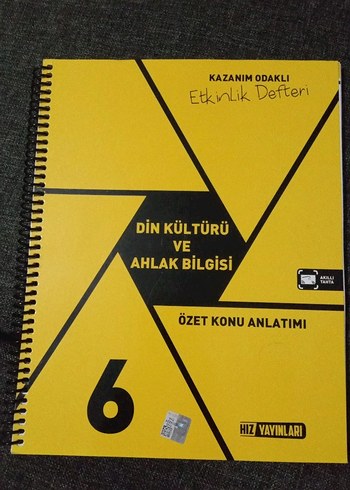 KAZANIM ODAKLI
Etkinlik Defteri
DİN KÜLTÜRÜ
VE
AHLAK BİLGİSİ
AKILLI
TAHTA
ÖZET KONU ANLATIMI
6
HIZ YAYINLARI